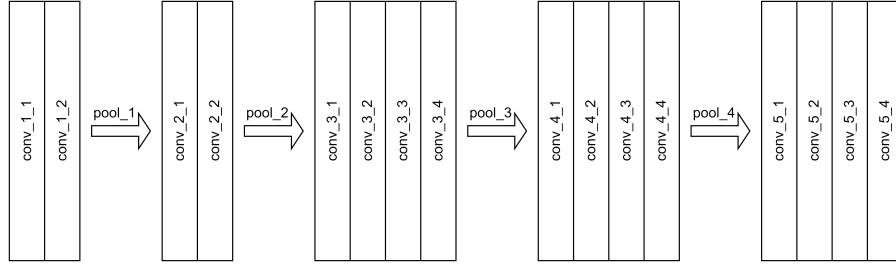 conv_1_1
conv_1_2
pool_1
conv_2_1
conv_2_2
pool_2
conv_3_1
conv_3_2
conv_3_3
conv_3_4
pool_3
conv_4_1
conv_4_2
conv_4_3
conv_4_4
pool_4
conv_5_1
conv_5_2
conv_5_3
conv_5_4